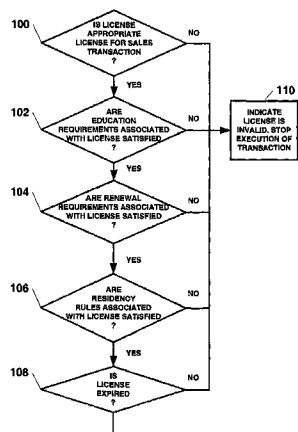 100
IS LICENSE
APPROPRIATE
LICENSE FOR SALES
TRANSACTION
?
NO
YES
102
ARE
EDUCATION
REQUIREMENTS ASSOCIATED
WITH LICENSE SATISFIED
?
NO
110
INDICATE
LICENSE IS
INVALID. STOP
EXECUTION OF
TRANSACTION
YES
104
ARE RENEWAL
REQUIREMENTS ASSOCIATED
WITH LICENSE SATISFIED
?
NO
YES
106
ARE
RESIDENCY
RULES ASSOCIATED
WITH LICENSE SATISFIED
?
NO
YES
108
IS
LICENSE
EXPIRED
?
NO